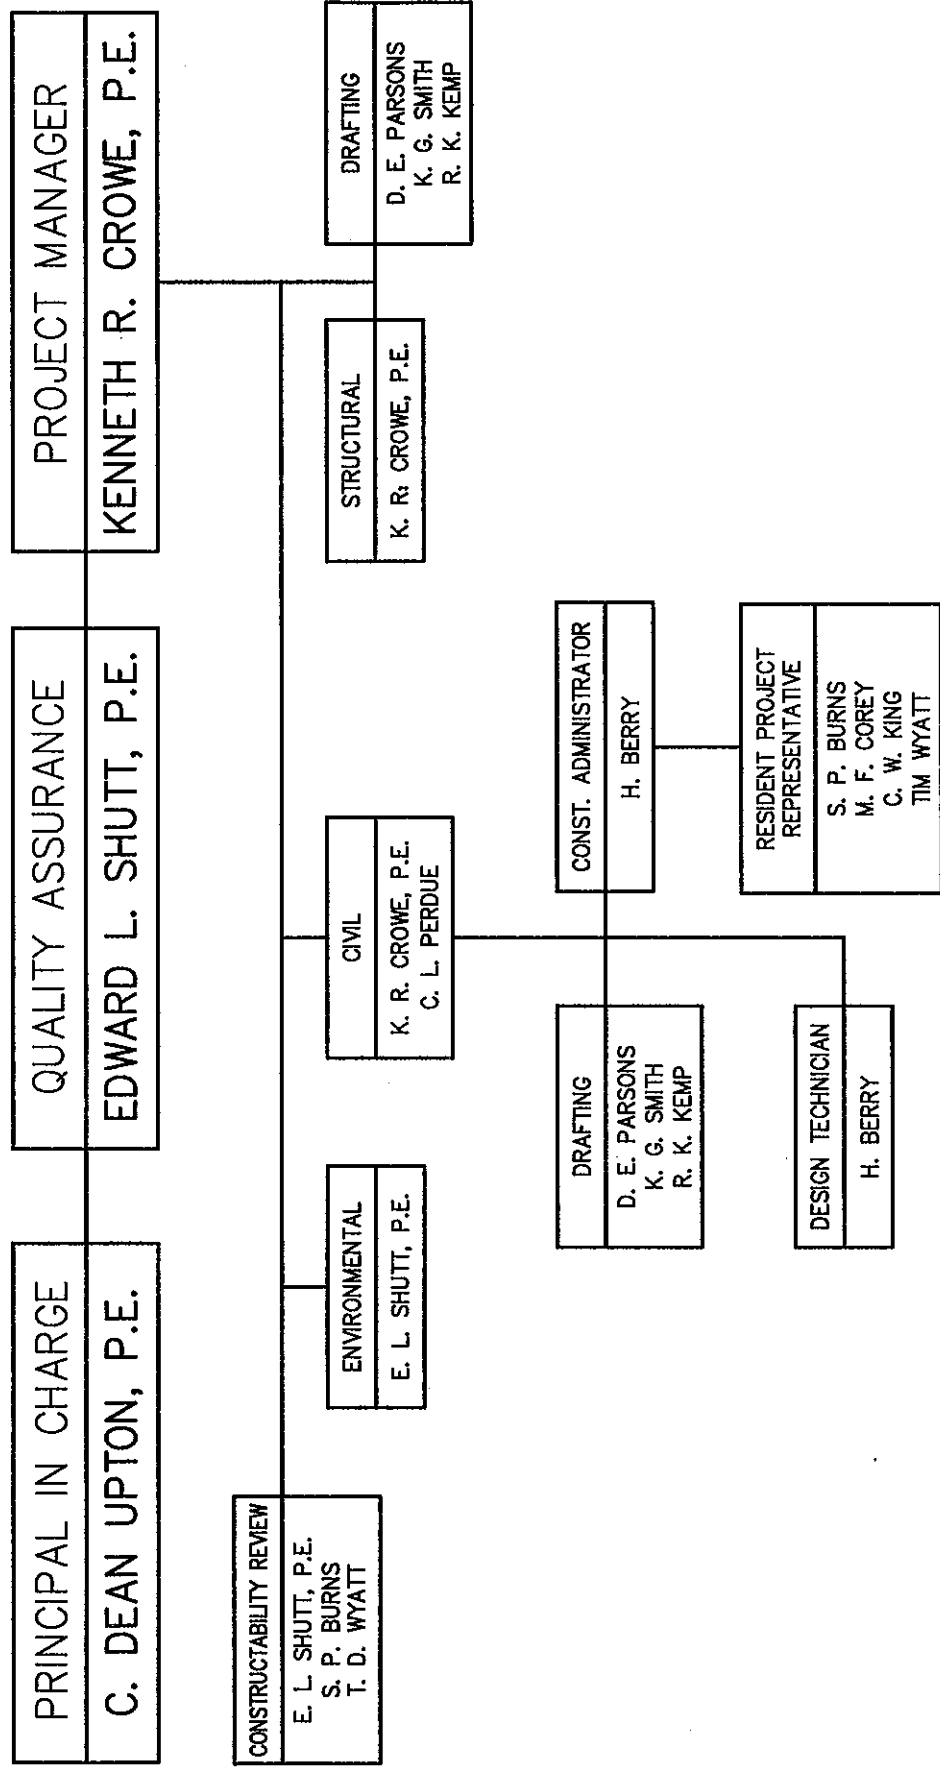 PRINCIPAL IN CHARGE
C. DEAN UPTON, P.E.
QUALITY ASSURANCE
EDWARD L. SHUTT, P.E.
PROJECT MANAGER
KENNETH R. CROWE, P.E.
CONSTRUCTABILITY REVIEW
E. L. SHUTT, P.E.
S. P. BURNS
T. D. WYATT
ENVIRONMENTAL
E. L. SHUTT, P.E.
CIVIL
K. R. CROWE, P.E.
C. L. PERDUE
STRUCTURAL
K. R. CROWE, P.E.
DRAFTING
D. E. PARSONS
K. G. SMITH
R. K. KEMP
DRAFTING
D. E. PARSONS
K. G. SMITH
R. K. KEMP
CONST. ADMINISTRATOR
H. BERRY
RESIDENT PROJECT
REPRESENTATIVE
S. P. BURNS
M. F. COREY
C. W. KING
TIM WYATT
DESIGN TECHNICIAN
H. BERRY